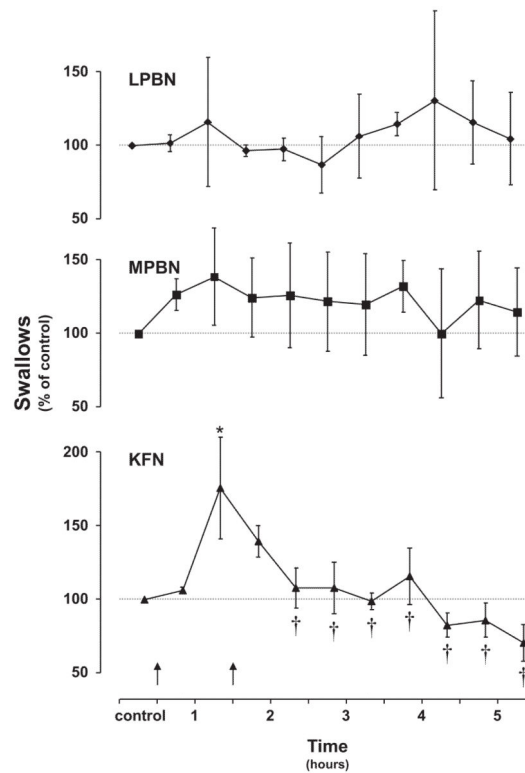 LPBN
150
100
50
MPBN
150
100
50
Swallows
(% of control)
KFN
*
200
150
100
50
† † † † † † †
control 1 2 3 4 5
Time
(hours)